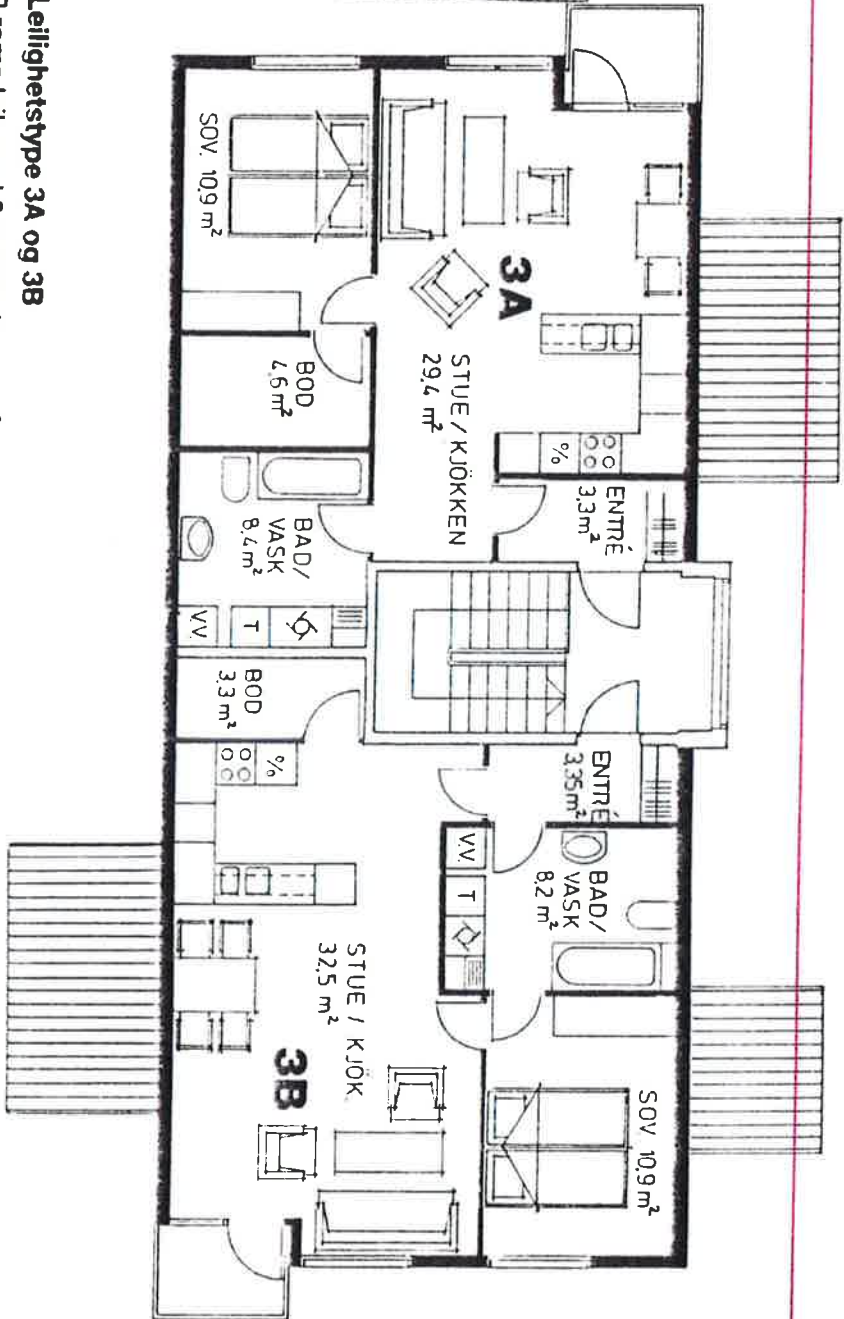 Leilighetstype 3A og 3B
SOV. 10,9 m²
BOD
4,6 m²
BAD/
VASK
8,4 m²
V.V.
T
3A
STUE / KJÖKKEN
29,4 m²
%
ENTRÉ
3,3 m²
BOD
3,3 m²
%
STUE / KJÖK.
32,5 m²
3B
ENTRÉ
3,35 m²
V.V.
T
BAD/
VASK
8,2 m²
SOV 10,9 m²